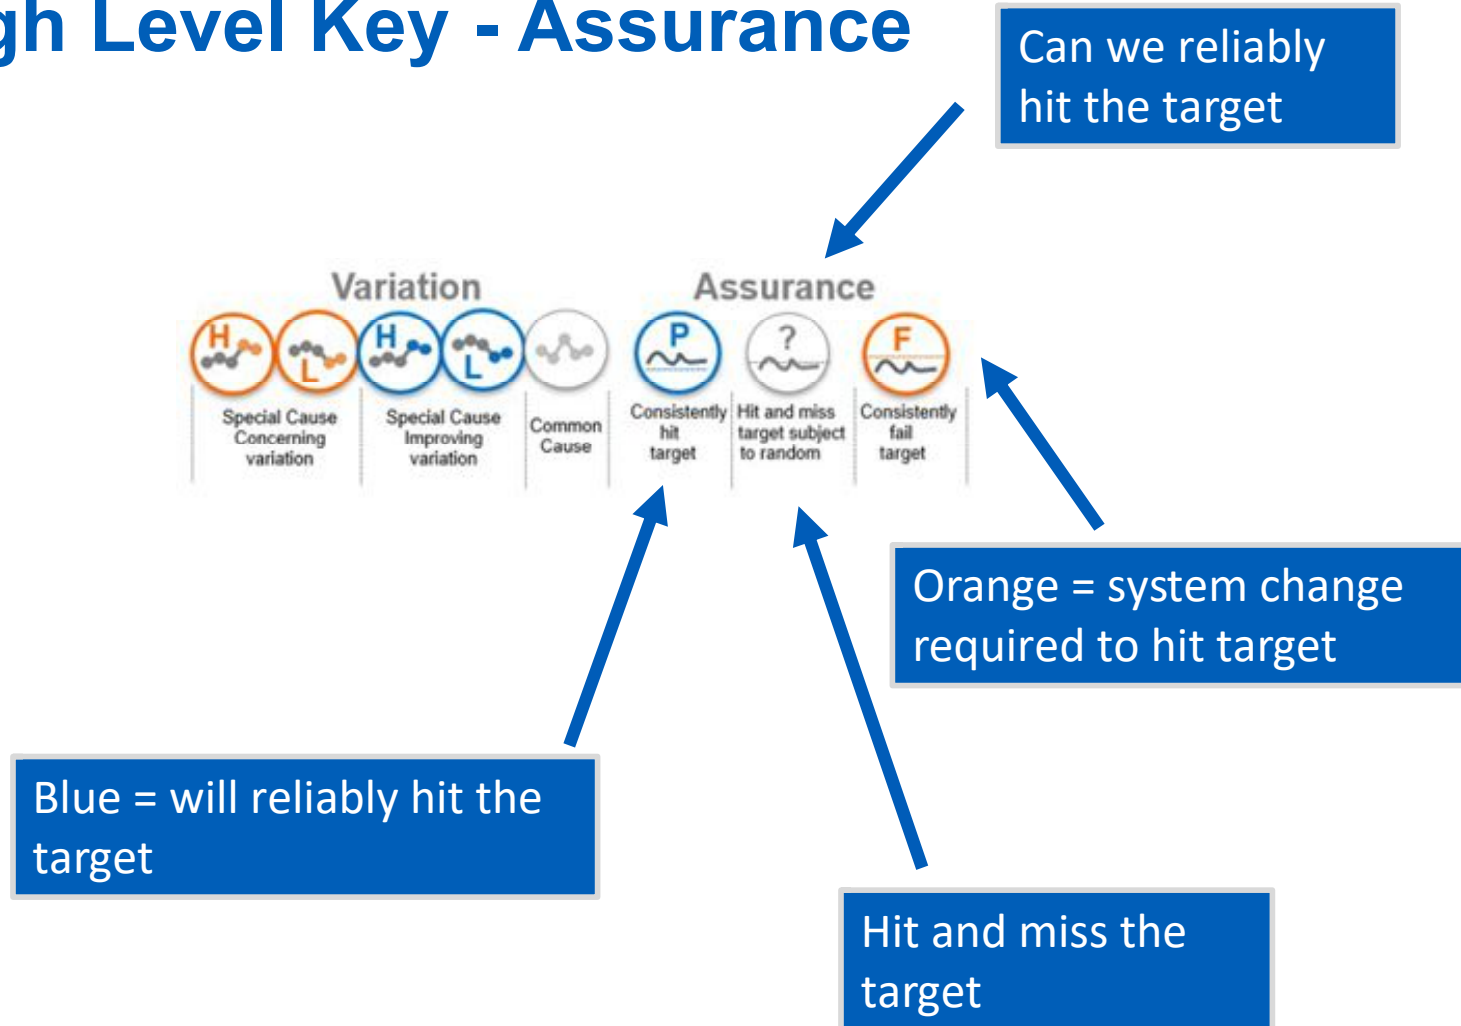 gh Level Key - Assurance
Can we reliably
hit the target
Variation
Assurance
H
L
H
L
P
?
F
Special Cause
Concerning
variation
Special Cause
Improving
variation
Common
Cause
Consistently
hit
target
Hit and miss
target subject
to random
Consistently
fail
target
Orange = system change
required to hit target
Blue = will reliably hit the
target
Hit and miss the
target